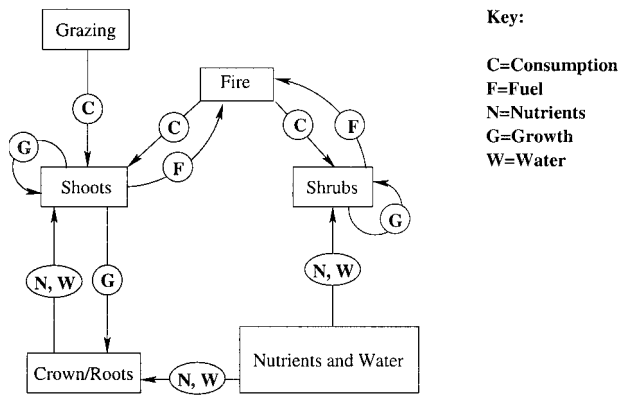 Grazing
Key:
C=Consumption
F=Fuel
N=Nutrients
G=Growth
W=Water
Fire
C
C
C
F
F
G
Shoots
Shrubs
G
N, W
G
N, W
Nutrients and Water
Crown/Roots
N, W